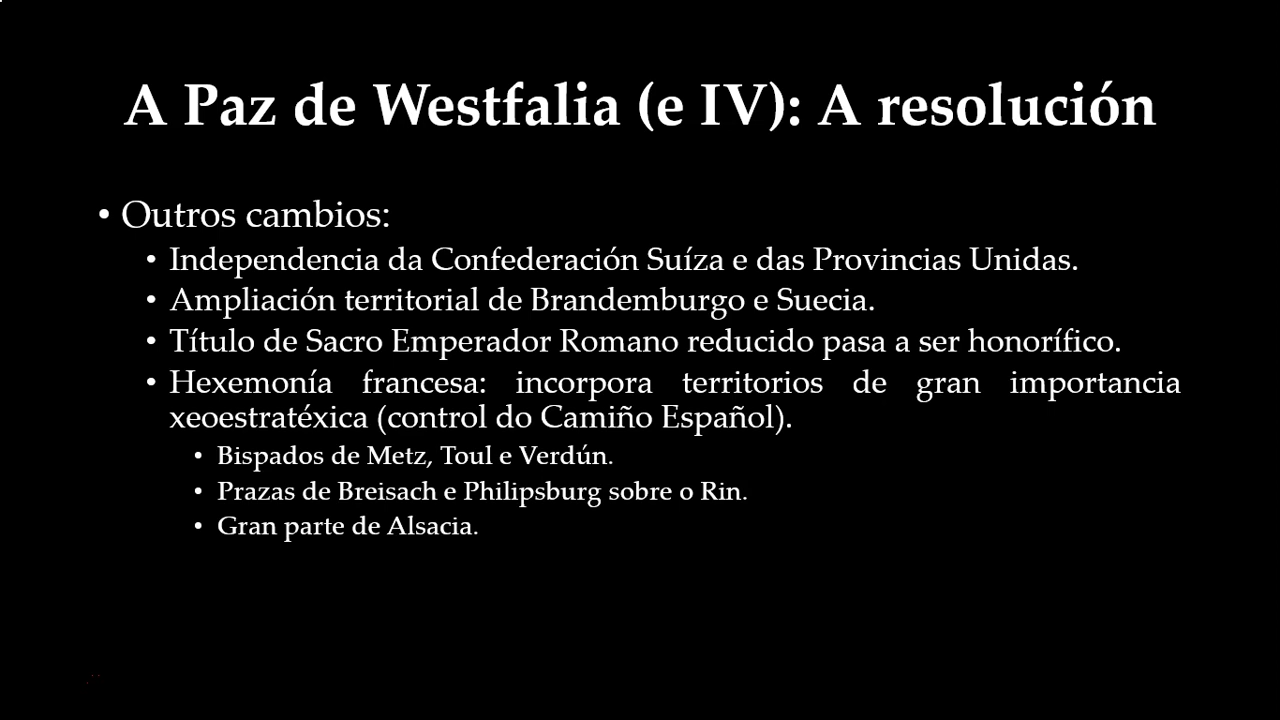 A Paz de Westfalia (e IV): A resolución
• Outros cambios:
• Independencia da Confederación Suíza e das Provincias Unidas.
• Ampliación territorial de Brandemburgo e Suecia.
• Título de Sacro Emperador Romano reducido pasa a ser honorífico.
• Hexemonía francesa: incorpora territorios de gran importancia
xeoestratéxica (control do Camiño Español).
• Bispados de Metz, Toul e Verdún.
• Prazas de Breisach e Philipsburg sobre o Rin.
• Gran parte de Alsacia.